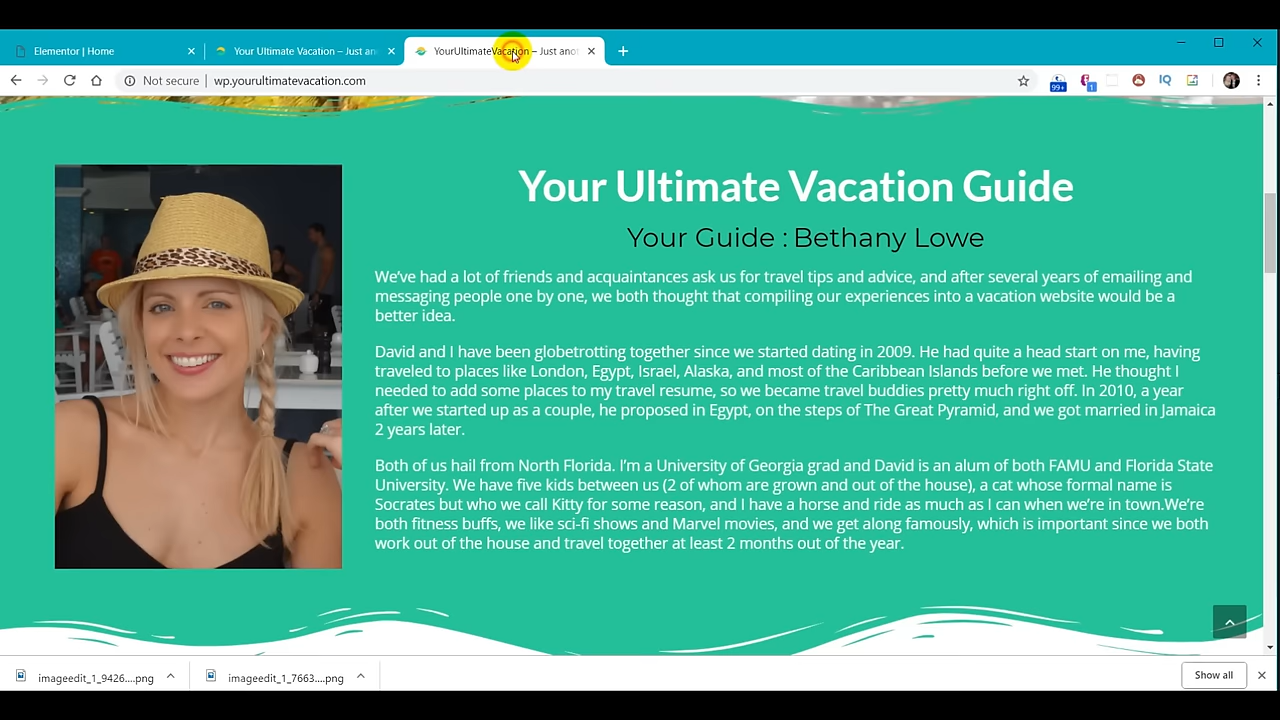 Elementor | Home
Your Ultimate Vacation – Just an
YourUltimateVacation – Just anot
Not secure | wp.yourultimatevacation.com
99+
1
IQ
Your Ultimate Vacation Guide
Your Guide : Bethany Lowe
We've had a lot of friends and acquaintances ask us for travel tips and advice, and after several years of emailing and
messaging people one by one, we both thought that compiling our experiences into a vacation website would be a
better idea.
David and I have been globetrotting together since we started dating in 2009. He had quite a head start on me, having
traveled to places like London, Egypt, Israel, Alaska, and most of the Caribbean Islands before we met. He thought I
needed to add some places to my travel resume, so we became travel buddies pretty much right off. In 2010, a year
after we started up as a couple, he proposed in Egypt, on the steps of The Great Pyramid, and we got married in Jamaica
2 years later.
Both of us hail from North Florida. I'm a University of Georgia grad and David is an alum of both FAMU and Florida State
University. We have five kids between us (2 of whom are grown and out of the house), a cat whose formal name is
Socrates but who we call Kitty for some reason, and I have a horse and ride as much as I can when we're in town.We're
both fitness buffs, we like sci-fi shows and Marvel movies, and we get along famously, which is important since we both
work out of the house and travel together at least 2 months out of the year.
imageedit_1_9426....png
imageedit_1_7663....png
Show all